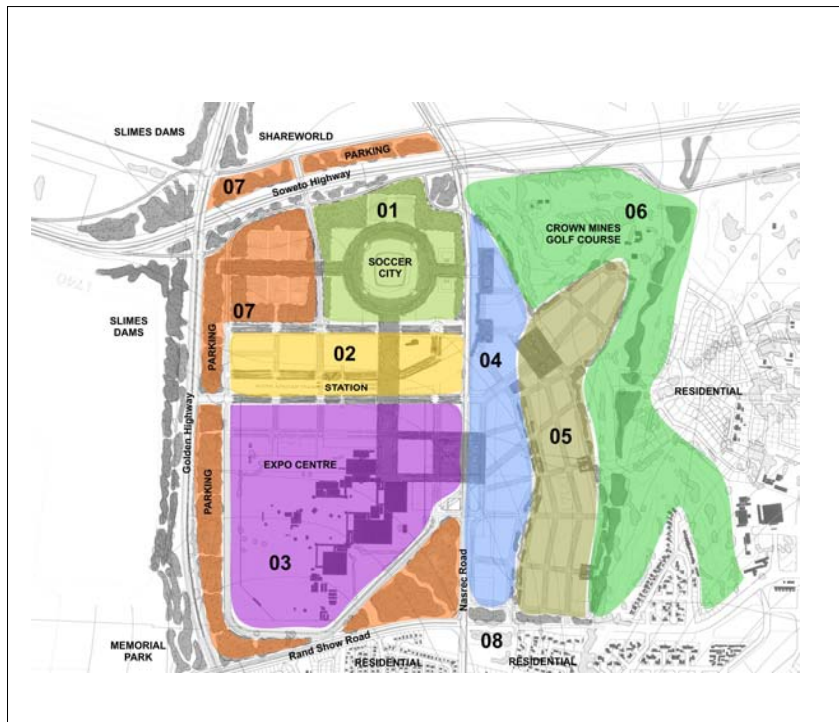 SLIMES DAMS
SHAREWORLD
PARKING
07
Soweto Highway
01
06
CROWN MINES
GOLF COURSE
SOCCER
CITY
07
SLIMES
DAMS
PARKING
02
04
STATION
RESIDENTIAL
Golden Highway
05
EXPO CENTRE
PARKING
03
Nasrec Road
MEMORIAL
PARK
Rand Show Road
08
RESIDENTIAL
RESIDENTIAL